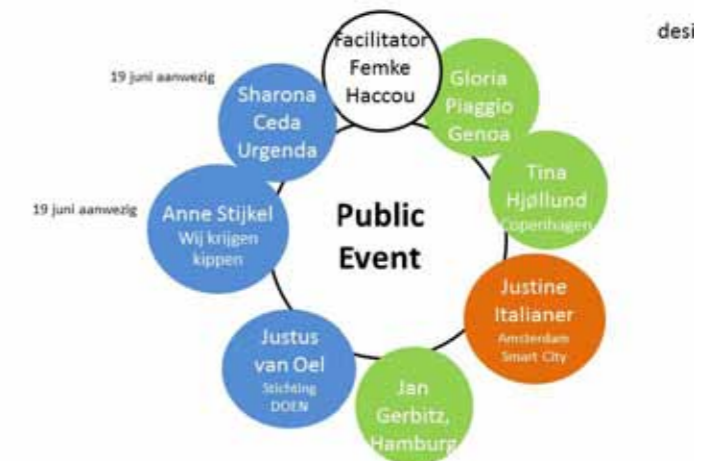 desi
Facilitator
Femke
Haccou
Gloria
Piaggio
Genoa
Tina
Hjøllund
Copenhagen
Justine
Italianer
Amsterdam
Smart City
Jan
Gerbitz,
Hamburg
Justus
van Oel
Stichting
DOEN
19 juni aanwezig
Anne Stijkel
Wij krijgen
kippen
19 juni aanwezig
Sharona
Ceda
Urgenda
Public
Event